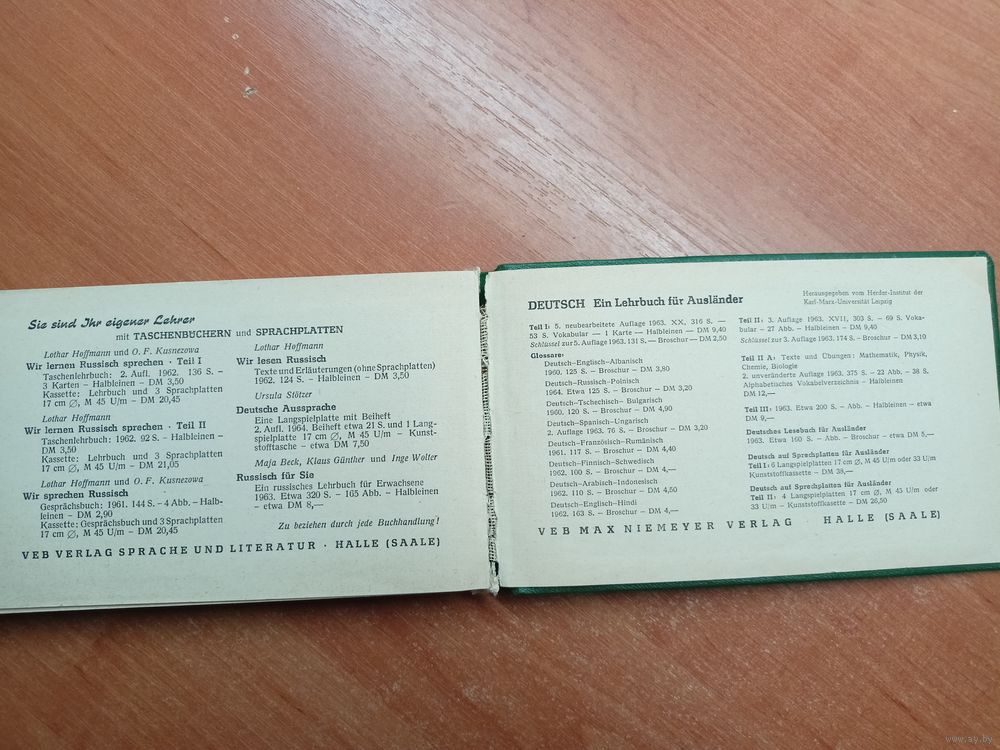 Sie sind Ihr eigener Lehrer
mit TASCHENBÜCHERN und SPRACHPLATTEN
Lothar Hoffmann und O. F. Kusnezowa
Wir lernen Russisch sprechen · Teil I
Taschenlehrbuch: 2. Aufl. 1962. 136 S. –
3 Karten – Halbleinen – DM 3,50
Kassette: Lehrbuch und 3 Sprachplatten
17 cm ∅, M 45 U/m – DM 20,45
Lothar Hoffmann
Wir lernen Russisch sprechen · Teil II
Taschenlehrbuch: 1962. 92 S. – Halbleinen –
DM 3,50
Kassette: Lehrbuch und 3 Sprachplatten
17 cm ∅, M 45 U/m – DM 21,05
Lothar Hoffmann und O. F. Kusnezowa
Wir sprechen Russisch
Gesprächsbuch: 1961. 144 S. – 4 Abb. – Halb-
leinen – DM 2,90
Kassette: Gesprächsbuch und 3 Sprachplatten
17 cm ∅, M 45 U/m – DM 20,45
Lothar Hoffmann
Wir lesen Russisch
Texte und Erläuterungen (ohne Sprachplatten)
1962. 124 S. – Halbleinen – DM 3,50
Ursula Stötzer
Deutsche Aussprache
Eine Langspielplatte mit Beiheft
2. Aufl. 1964. Beiheft etwa 21 S. und 1 Lang-
spielplatte 17 cm ∅, M 45 U/m – Kunst-
stofftasche – etwa DM 7,50
Maja Beck, Klaus Günther und Inge Wolter
Russisch für Sie
Ein russisches Lehrbuch für Erwachsene
1963. Etwa 320 S. – 165 Abb. – Halbleinen
– etwa DM 8,—
Zu beziehen durch jede Buchhandlung!
VEB VERLAG SPRACHE UND LITERATUR · HALLE (SAALE)
DEUTSCH Ein Lehrbuch für Ausländer
Herausgegeben vom Herder-Institut der
Karl-Marx-Universität Leipzig
Teil I: 5. neubearbeitete Auflage 1963. XX, 316 S. —
53 S. Vokabular — 1 Karte — Halbleinen — DM 9,40
Schlüssel zur 5. Auflage 1963. 131 S. – Broschur – DM 2,50
Glossare:
Deutsch–Englisch–Albanisch
1960. 125 S. – Broschur – DM 3,80
Deutsch–Russisch–Polnisch
1964. Etwa 125 S. – Broschur – DM 3,20
Deutsch–Tschechisch– Bulgarisch
1960. 120 S. – Broschur – DM 4,90
Deutsch–Spanisch–Ungarisch
2. Auflage 1963. 76 S. – Broschur – DM 3,20
Deutsch–Französisch–Rumänisch
1961. 117 S. – Broschur – DM 4,40
Deutsch–Finnisch–Schwedisch
1962. 100 S. – Broschur – DM 4,—
Deutsch–Arabisch–Indonesisch
1962. 110 S. – Broschur – DM 4,50
Deutsch–Englisch–Hindi
1962. 163 S. – Broschur – DM 4,—
Teil II: 3. Auflage 1963. XVII, 303 S. – 69 S. Voka-
bular – 27 Abb. – Halbleinen – DM 9,40
Schlüssel zur 3. Auflage 1963. 174 S. – Broschur – DM 3,10
Teil II A: Texte und Übungen: Mathematik, Physik,
Chemie, Biologie
2. unveränderte Auflage 1963, 375 S. – 22 Abb. – 38 S.
Alphabetisches Vokabelverzeichnis – Halbleinen
DM 12,—
Teil III: 1963. Etwa 200 S. – Abb. – Halbleinen – etwa
DM 9,—
Deutsches Lesebuch für Ausländer
1963. Etwa 160 S. – Abb. – Broschur – etwa DM 5,—
Deutsch auf Sprachplatten für Ausländer
Teil I: 6 Langspielplatten 17 cm ∅, M 45 U/m oder 33 U/m
Kunststoffkassette – DM 38,—
Deutsch auf Sprachplatten für Ausländer
Teil II: 4 Langspielplatten 17 cm ∅, M 45 U/m oder
33 U/m – Kunststoffkassette – DM 26,50
VEB MAX NIEMEYER VERLAG · HALLE (SAALE)
www.ay.by